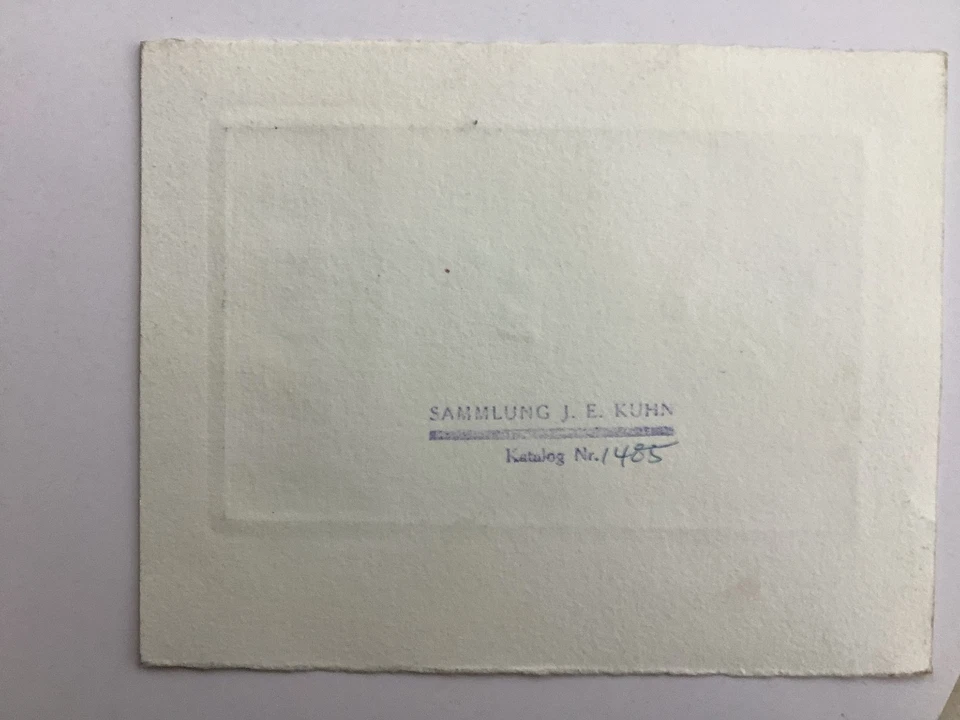 SAMMLUNG J. E. KUHN
Katalog Nr. 1485